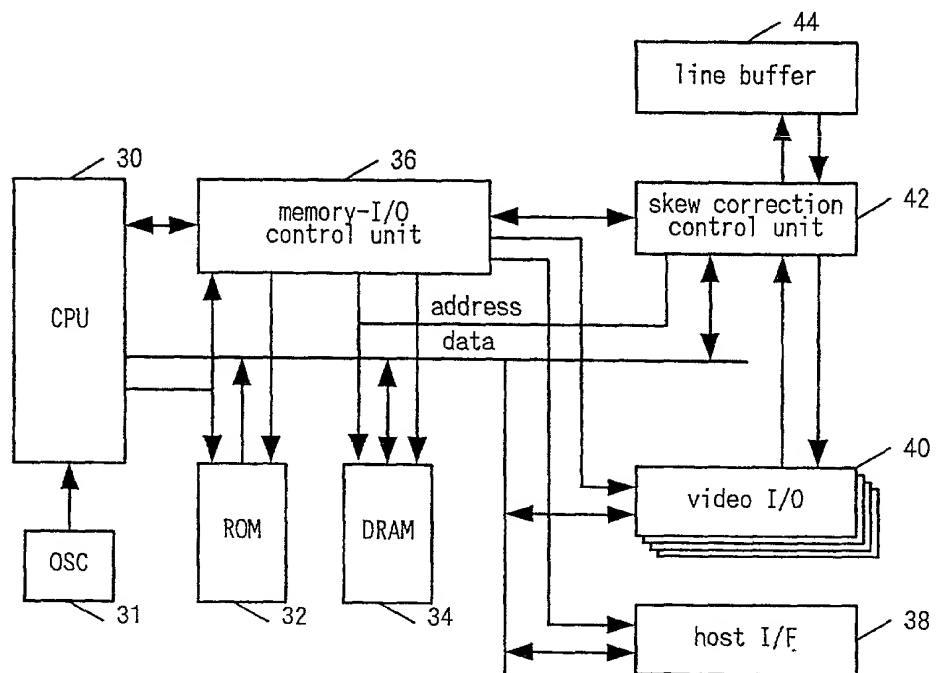 44
line buffer
30
36
CPU
memory-I/O
control unit
skew correction
control unit
42
address
data
40
video I/O
OSC
31
ROM
32
DRAM
34
host I/F
38